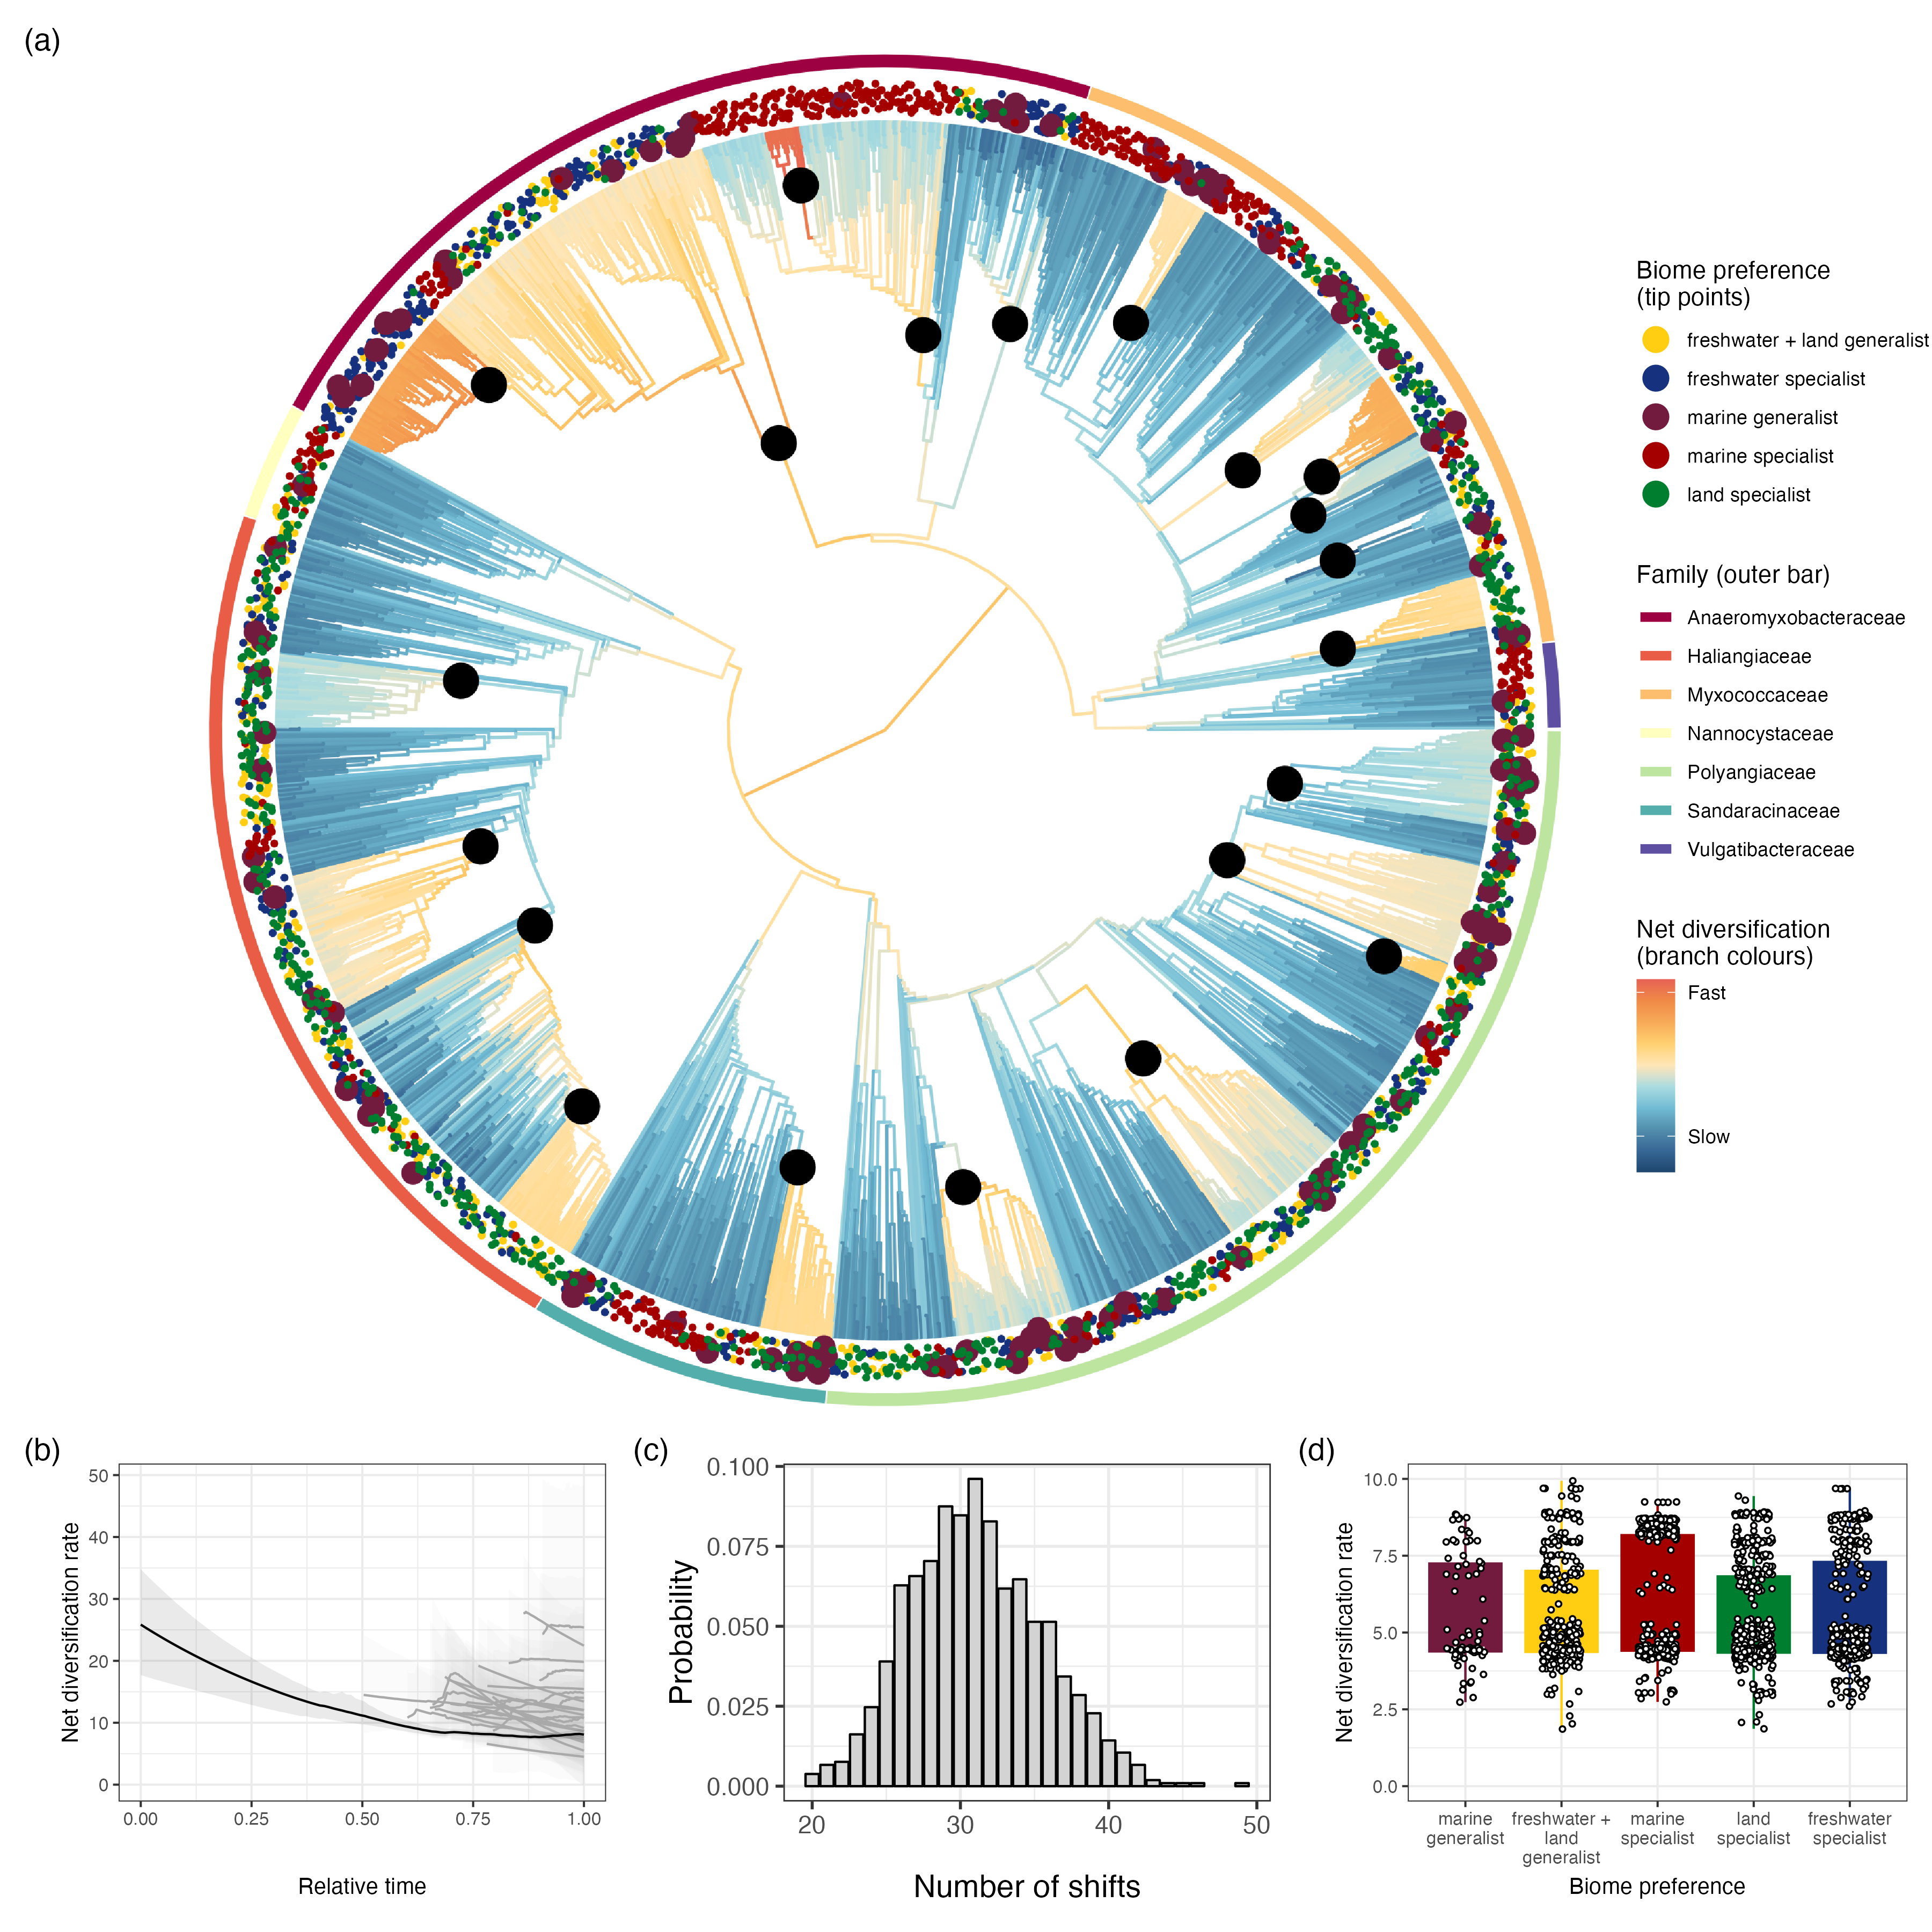 (a)
Biome preference
(tip points)
freshwater + land generalist
freshwater specialist
marine generalist
marine specialist
land specialist
Family (outer bar)
Anaeromyxobacteraceae
Haliangiaceae
Myxococcaceae
Nannocystaceae
Polyangiaceae
Sandaracinaceae
Vulgatibacteraceae
Net diversification
(branch colours)
Fast
Slow
(b)
Net diversification rate
50
40
30
20
10
0
0.00 0.25 0.50 0.75 1.00
Relative time
(c)
Probability
0.100
0.075
0.050
0.025
0.000
20 30 40 50
Number of shifts
(d)
Net diversification rate
10.0
7.5
5.0
2.5
0.0
marine
generalist
freshwater +
land
generalist
marine
specialist
land
specialist
freshwater
specialist
Biome preference